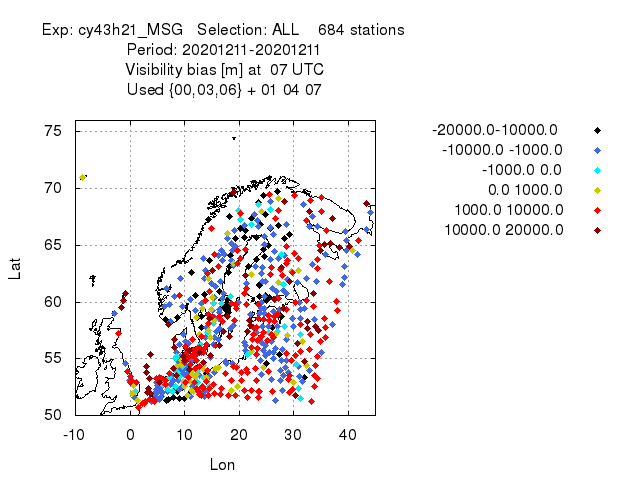 Exp: cy43h21_MSG   Selection: ALL    684 stations
Period: 20201211-20201211
Visibility bias [m] at  07 UTC
Used {00,03,06} + 01 04 07
-20000.0-10000.0
-10000.0 -1000.0
-1000.0 0.0
0.0 1000.0
1000.0 10000.0
10000.0 20000.0
75
70
65
60
55
50
Lat
-10 0 10 20 30 40
Lon